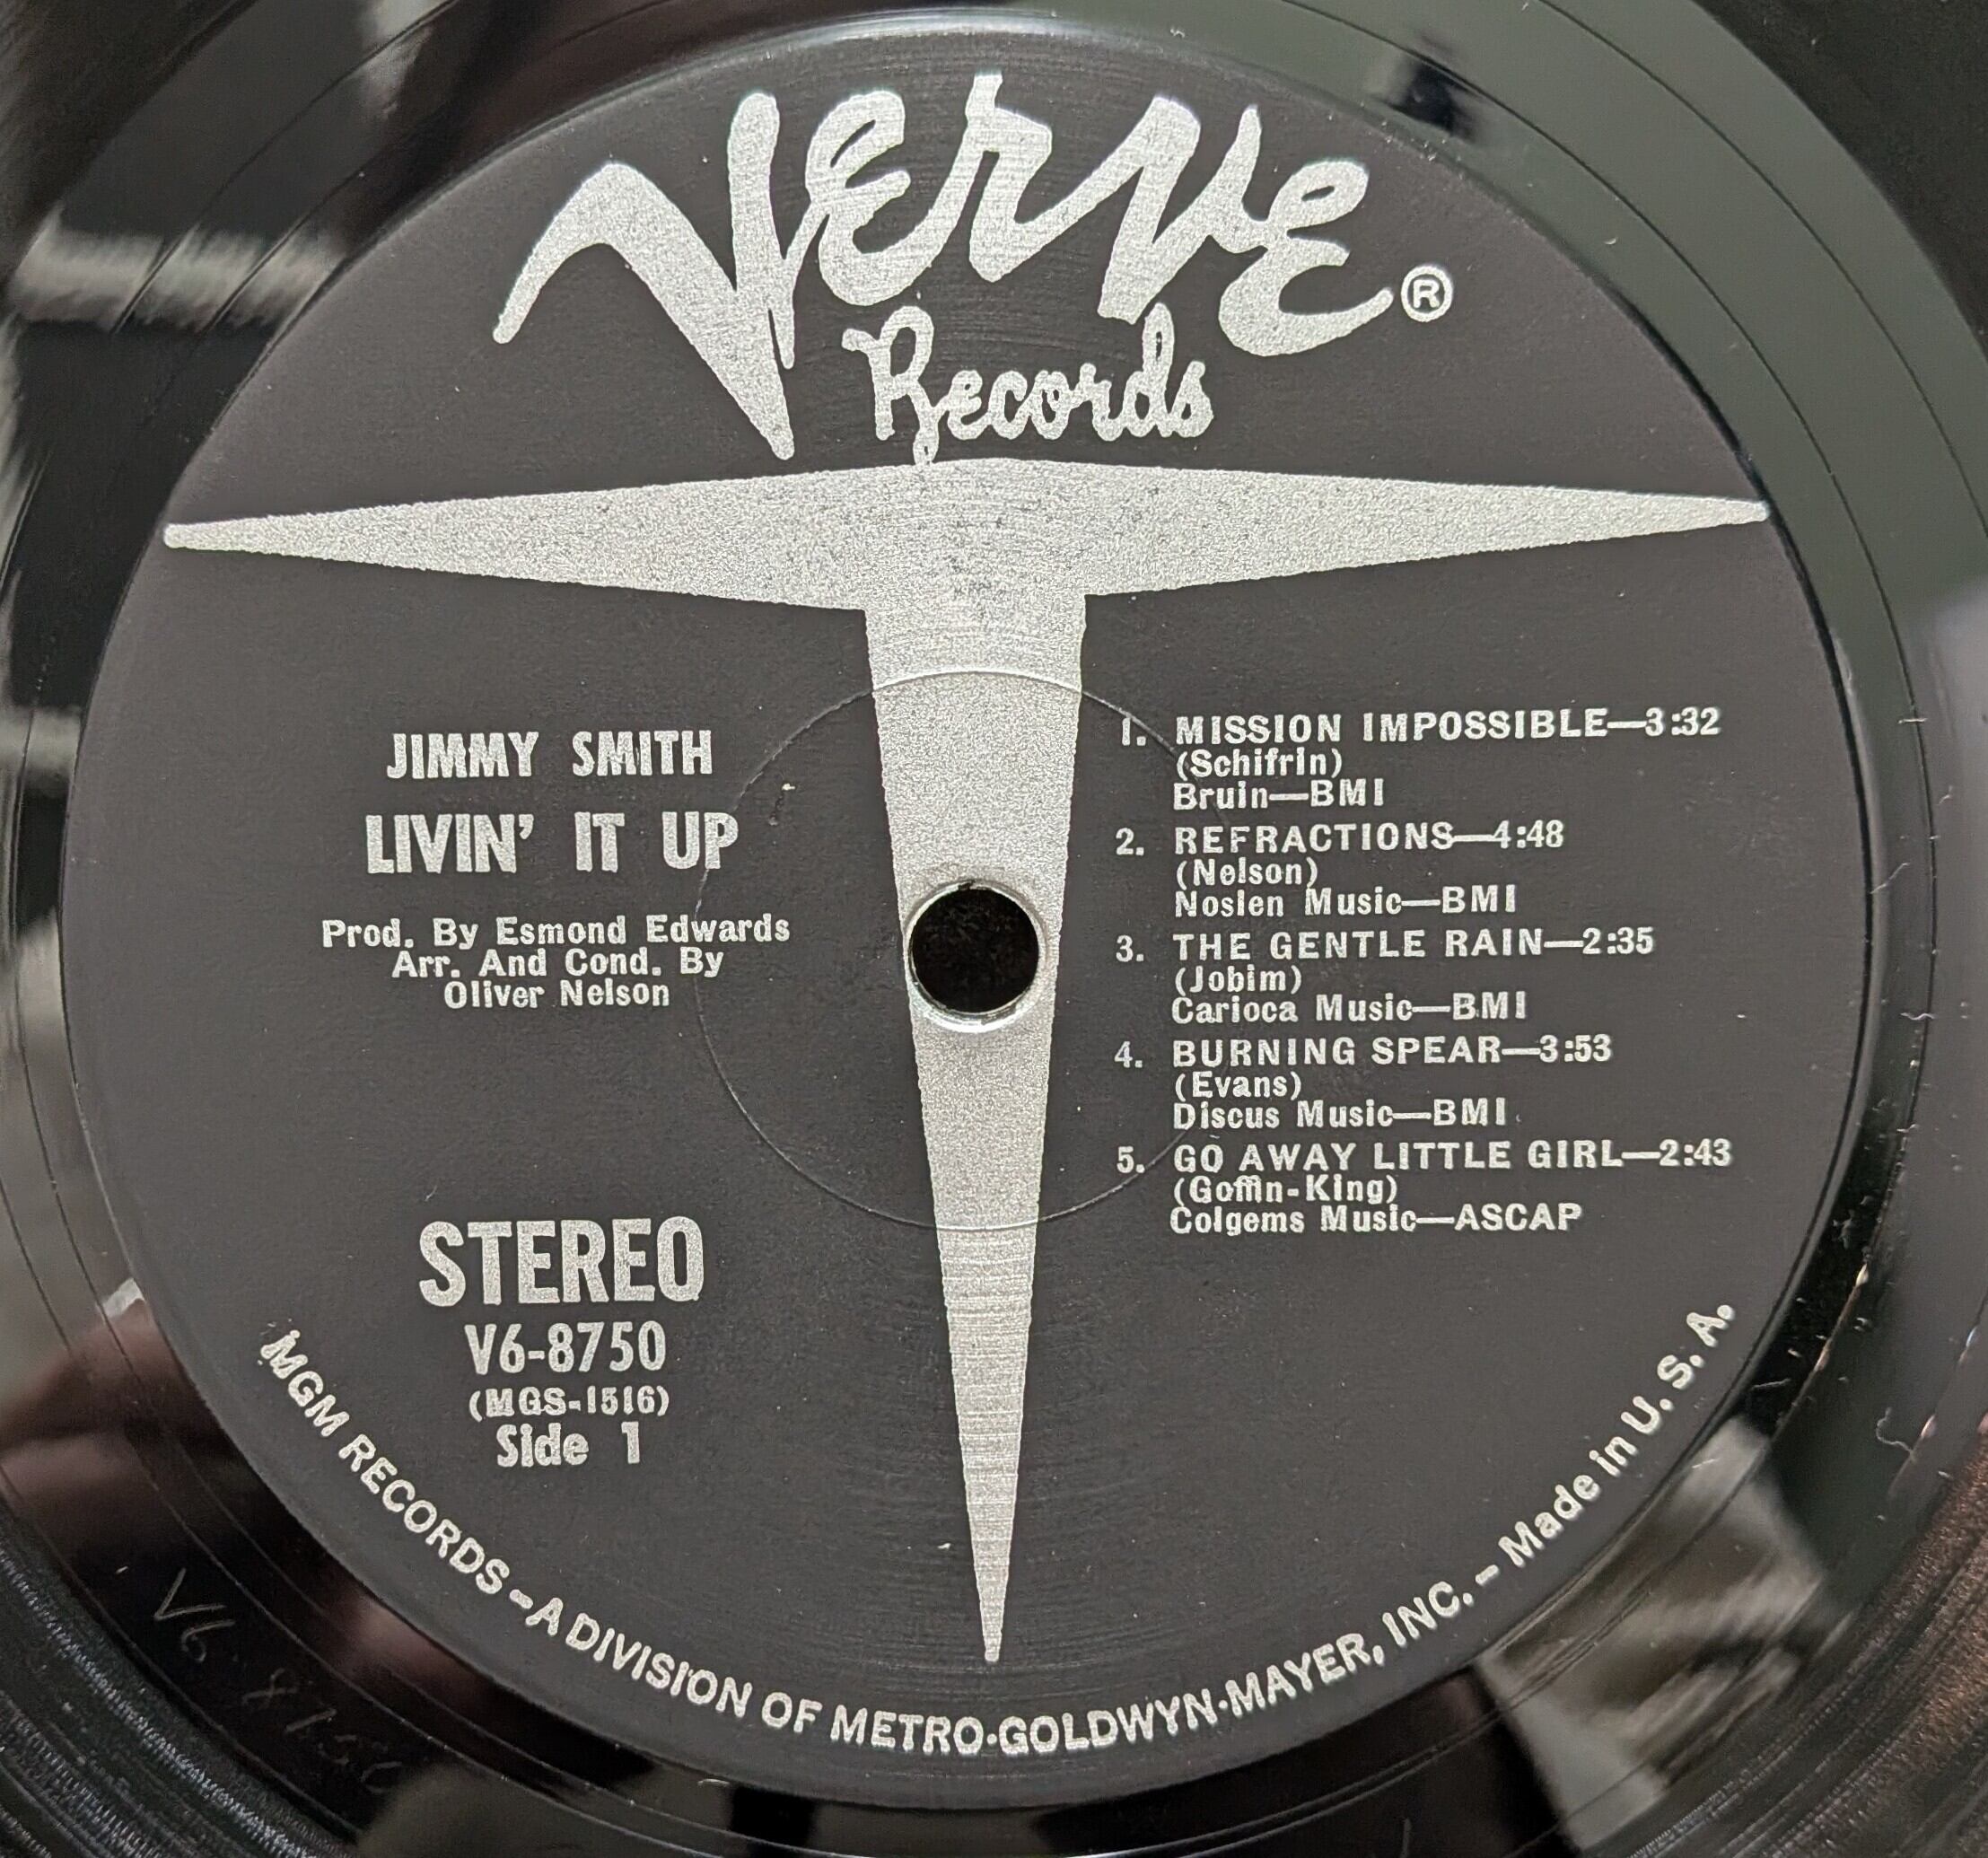 Verve ®
Records
JIMMY SMITH
LIVIN' IT UP
Prod. By Esmond Edwards
Arr. And Cond. By
Oliver Nelson
STEREO
V6-8750
(MGS-1516)
Side 1
1. MISSION IMPOSSIBLE—3:32
(Schifrin)
Bruin—BMI
2. REFRACTIONS—4:48
(Nelson)
Noslen Music—BMI
3. THE GENTLE RAIN—2:35
(Jobim)
Carioca Music—BMI
4. BURNING SPEAR—3:53
(Evans)
Discus Music—BMI
5. GO AWAY LITTLE GIRL—2:43
(Goffin-King)
Colgems Music—ASCAP
MGM RECORDS – A DIVISION OF METRO-GOLDWYN-MAYER, INC. – Made in U. S. A.
V6-8750